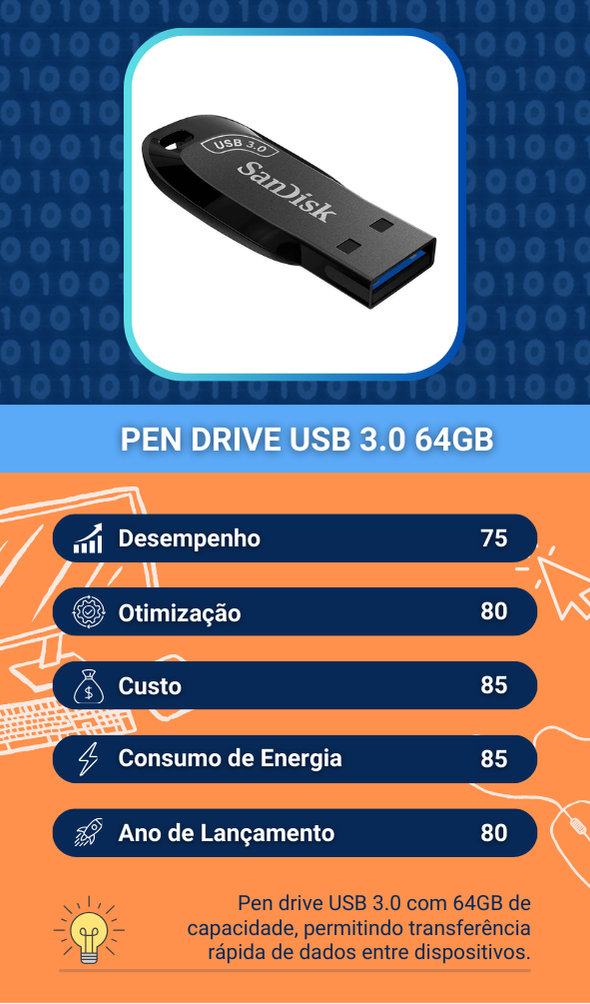 USB 3.0
SanDisk
PEN DRIVE USB 3.0 64GB
Desempenho 75
Otimização 80
$
Custo 85
Consumo de Energia 85
Ano de Lançamento 80
Pen drive USB 3.0 com 64GB de
capacidade, permitindo transferência
rápida de dados entre dispositivos.